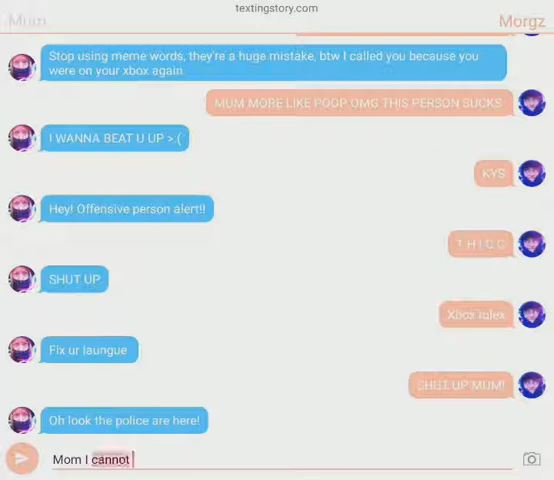 textingstory.com
Mum
Morgz
Stop using meme words, they're a huge mistake, btw I called you because you
were on your xbox again
MUM MORE LIKE POOP OMG THIS PERSON SUCKS
I WANNA BEAT U UP >:(
KYS
Hey! Offensive person alert!!
T H I C C
SHUT UP
Xbox rulex
Fix ur laungue
SHUT UP MUM!
Oh look the police are here!
Mom I cannot